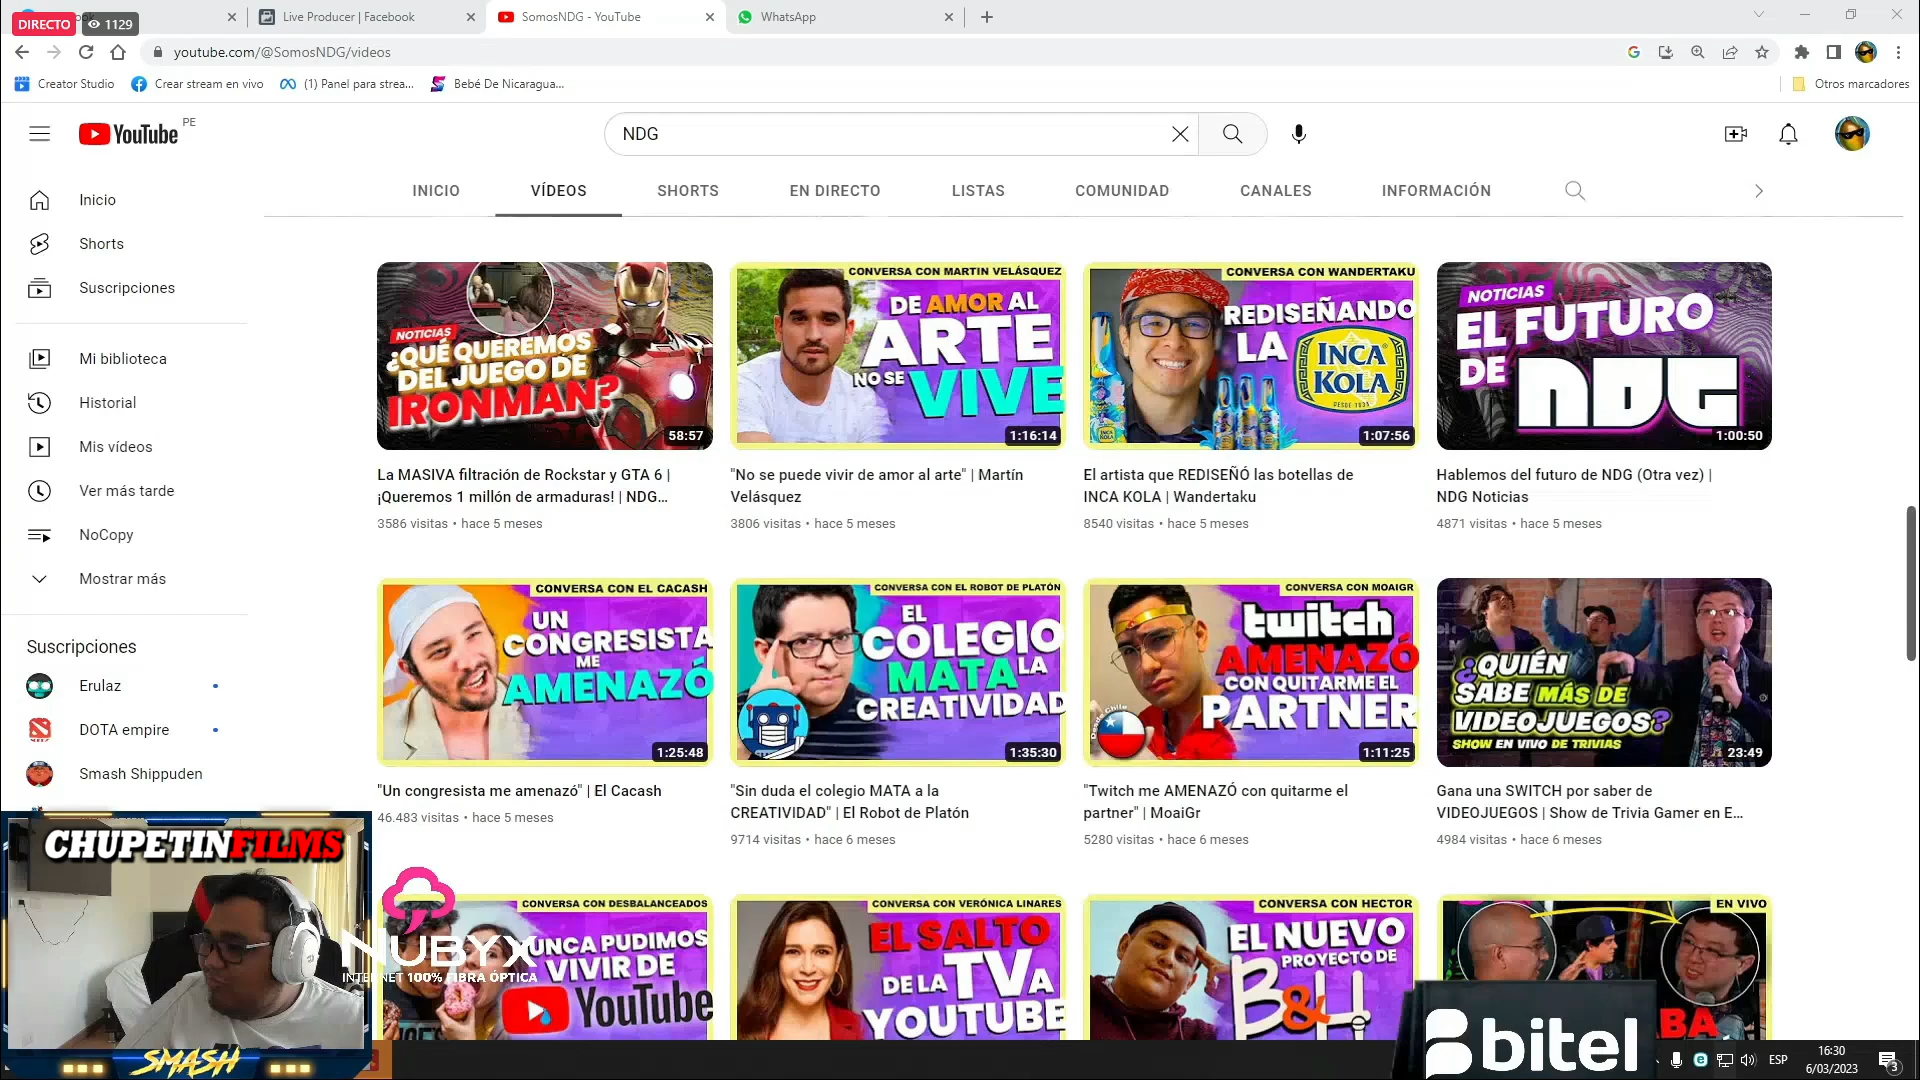 DIRECTO 1129
Live Producer | Facebook
SomosNDG - YouTube
WhatsApp
youtube.com/@SomosNDG/videos
Creator Studio
Crear stream en vivo
(1) Panel para strea...
Bebé De Nicaragua...
Otros marcadores
YouTube PE
NDG
INICIO
VÍDEOS
SHORTS
EN DIRECTO
LISTAS
COMUNIDAD
CANALES
INFORMACIÓN
Inicio
Shorts
Suscripciones
Mi biblioteca
Historial
Mis vídeos
Ver más tarde
NoCopy
Mostrar más
Suscripciones
Erulaz
DOTA empire
Smash Shippuden
NOTICIAS
¿QUÉ QUEREMOS
DEL JUEGO DE
IRONMAN?
58:57
La MASIVA filtración de Rockstar y GTA 6 |
¡Queremos 1 millón de armaduras! | NDG...
3586 visitas • hace 5 meses
CONVERSA CON MARTIN VELÁSQUEZ
DE AMOR AL
ARTE
NO SE VIVE
1:16:14
"No se puede vivir de amor al arte" | Martín
Velásquez
3806 visitas • hace 5 meses
CONVERSA CON WANDERTAKU
REDISEÑANDO
LA
INCA
KOLA
1:07:56
El artista que REDISEÑÓ las botellas de
INCA KOLA | Wandertaku
8540 visitas • hace 5 meses
NOTICIAS
EL FUTURO
DE NDG
1:00:50
Hablemos del futuro de NDG (Otra vez) |
NDG Noticias
4871 visitas • hace 5 meses
CONVERSA CON EL CACASH
UN
CONGRESISTA
ME
AMENAZÓ
1:25:48
"Un congresista me amenazó" | El Cacash
46.483 visitas • hace 5 meses
CONVERSA CON EL ROBOT DE PLATÓN
EL
COLEGIO
MATA LA
CREATIVIDAD
1:35:30
"Sin duda el colegio MATA a la
CREATIVIDAD" | El Robot de Platón
9714 visitas • hace 6 meses
CONVERSA CON MOAIGR
twitch
AMENAZÓ
CON QUITARME EL
PARTNER
Desde Chile
1:11:25
"Twitch me AMENAZÓ con quitarme el
partner" | MoaiGr
5280 visitas • hace 6 meses
¿QUIÉN
SABE MÁS DE
VIDEOJUEGOS?
SHOW EN VIVO DE TRIVIAS
23:49
Gana una SWITCH por saber de
VIDEOJUEGOS | Show de Trivia Gamer en E...
4984 visitas • hace 6 meses
CONVERSA CON DESBALANCEADOS
UNCA PUDIMOS
VIVIR DE
YouTube
CONVERSA CON VERÓNICA LINARES
EL SALTO
DE LA TV A
YOUTUBE
CONVERSA CON HECTOR
EL NUEVO
PROYECTO DE
B&H
EN VIVO
BA
CHUPETINFILMS
SMASH
NUBYX
INTERNET 100% FIBRA ÓPTICA
bitel
ESP
16:30
6/03/2023
3